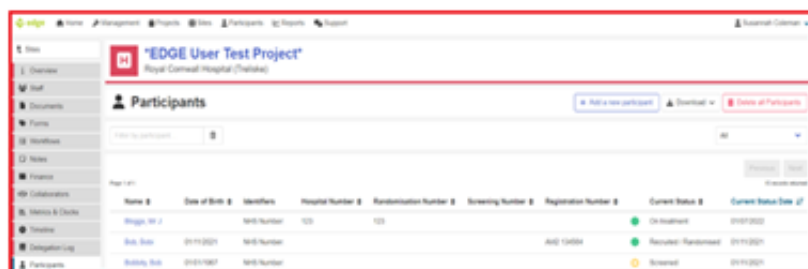 edge Home Management Projects Sites Participants Reports Support Susannah Coleman
Sites
Overview
Staff
Documents
Forms
Workflows
Notes
Finance
Collaborators
Metrics & Clocks
Timeline
Delegation Log
Participants
*EDGE User Test Project*
Royal Cornwall Hospital (Treliske)
Participants
Add a new participant Download Delete all Participants
Filter by participant All
Previous Next
Page 1 of 1
Name Date of Birth Identifiers Hospital Number Randomisation Number Screening Number Registration Number Current Status Current Status Date
Bloggs, Mr J NHS Number 123 123 On treatment 01/07/2022
Bob, Bobi 01/11/2021 NHS Number Recruited / Randomised 01/11/2021
Bobbity, Bob 01/01/1967 NHS Number Screened 01/11/2021